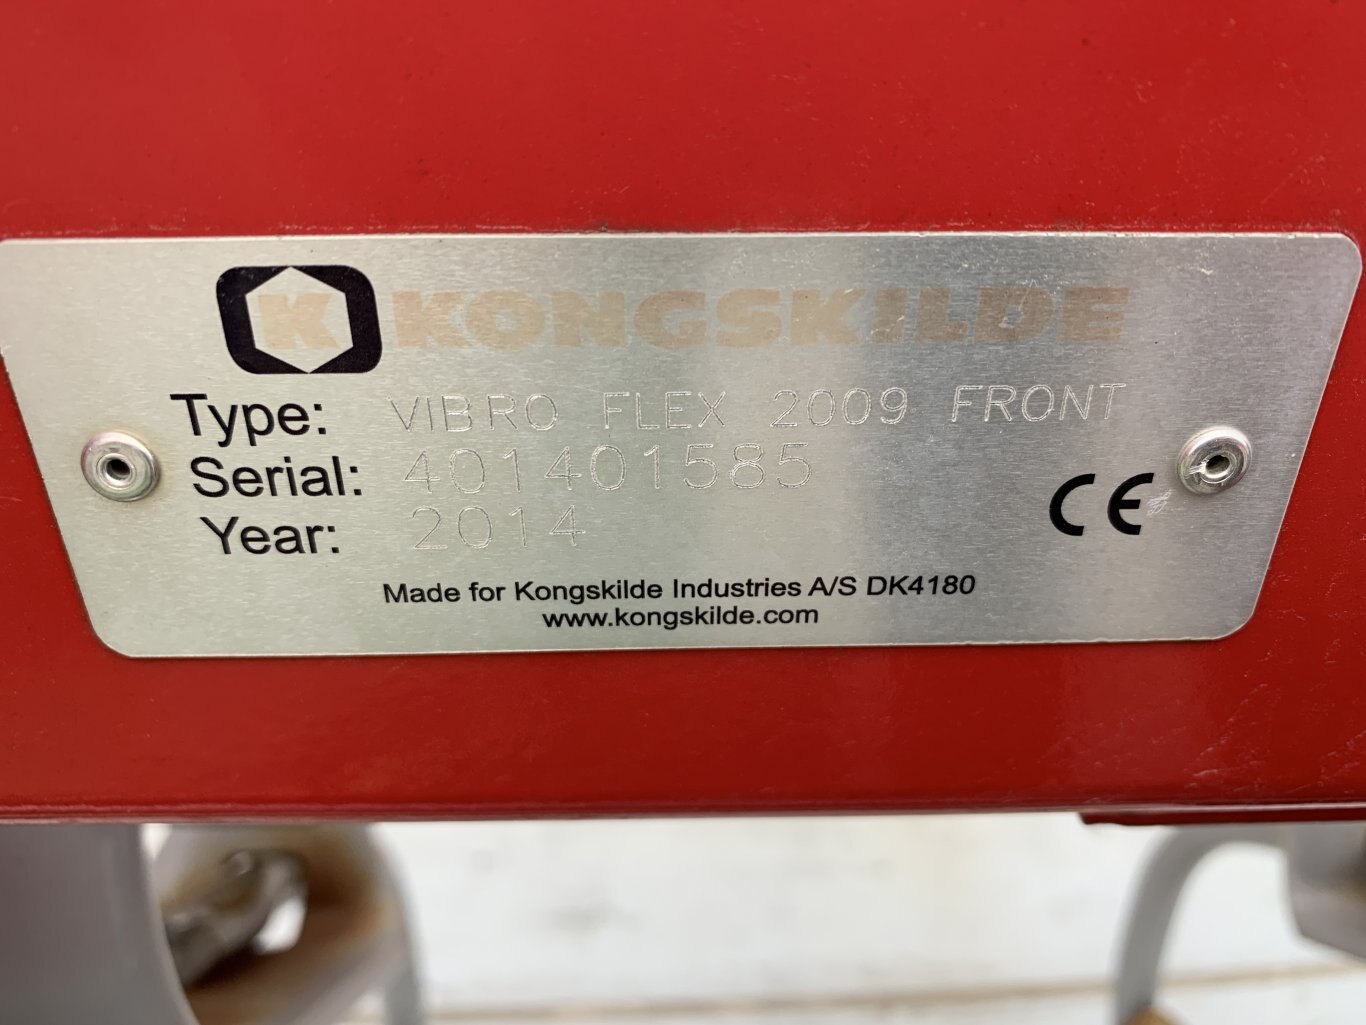 K KONGSKILDE
Type: VIBRO FLEX 2009 FRONT
Serial: 401401585
Year: 2014
CE
Made for Kongskilde Industries A/S DK4180
www.kongskilde.com